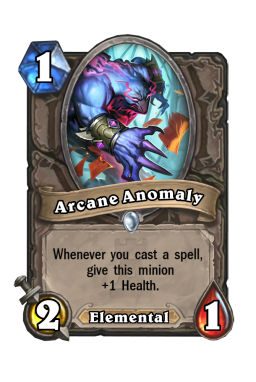 1
Arcane Anomaly
Whenever you cast a spell,
give this minion
+1 Health.
2
Elemental
1